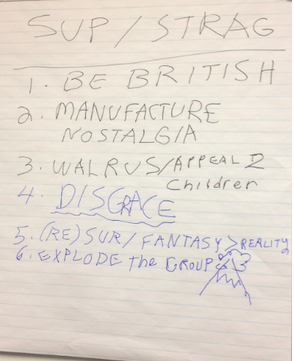 SUP/STRAG
1. BE BRITISH
2. MANUFACTURE
NOSTALGIA
3. WALRUS/APPEAL 2
Children
4. DISGRACE
5. (RE)SUR/FANTASY>REALITY
6. EXPLODE the GROUP